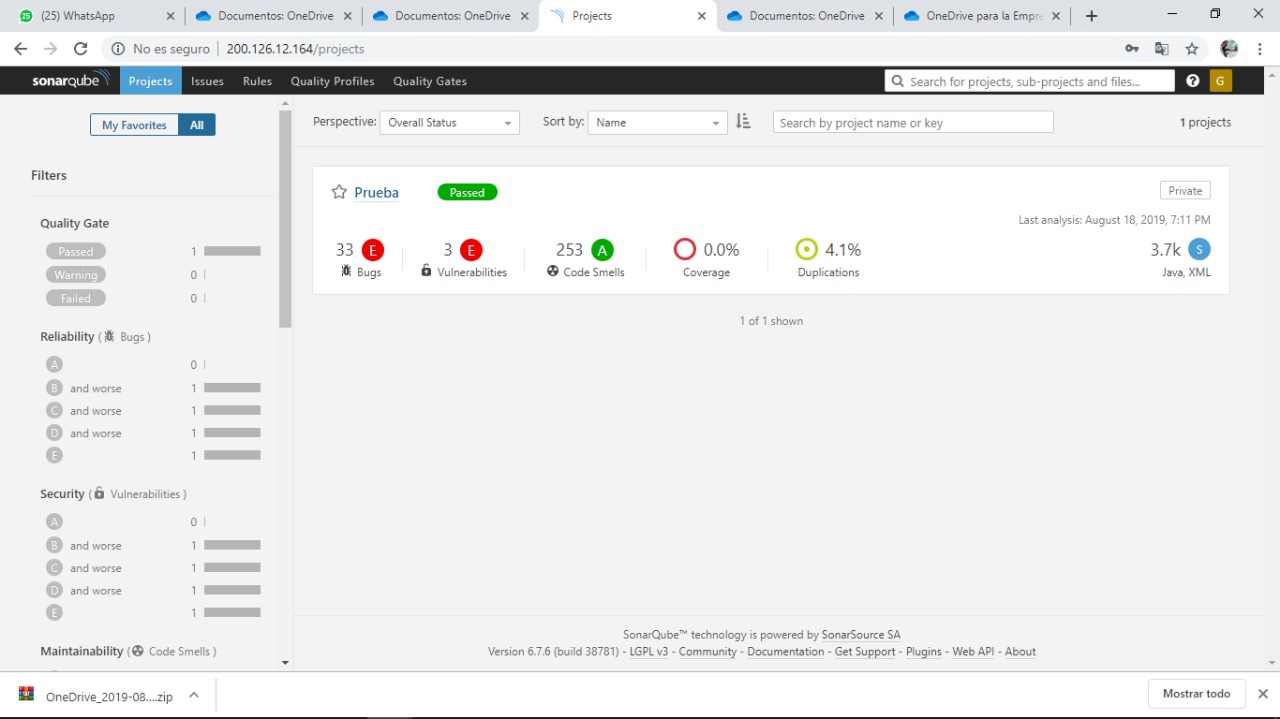 25
(25) WhatsApp
Documentos: OneDrive
Documentos: OneDrive
Projects
Documentos: OneDrive
OneDrive para la Empre
No es seguro
200.126.12.164/projects
sonarqube
Projects
Issues
Rules
Quality Profiles
Quality Gates
Search for projects, sub-projects and files...
G
My Favorites
All
Perspective:
Overall Status
Sort by:
Name
Search by project name or key
1 projects
Filters
Quality Gate
Passed 1
Warning 0
Failed 0
Reliability ( Bugs )
A 0
B and worse 1
C and worse 1
D and worse 1
E 1
Security ( Vulnerabilities )
A 0
B and worse 1
C and worse 1
D and worse 1
E 1
Maintainability ( Code Smells )
Prueba
Passed
Private
Last analysis: August 18, 2019, 7:11 PM
33 E
Bugs
3 E
Vulnerabilities
253 A
Code Smells
0.0%
Coverage
4.1%
Duplications
3.7k S
Java, XML
1 of 1 shown
SonarQube™ technology is powered by SonarSource SA
Version 6.7.6 (build 38781) - LGPL v3 - Community - Documentation - Get Support - Plugins - Web API - About
OneDrive_2019-08....zip
Mostrar todo